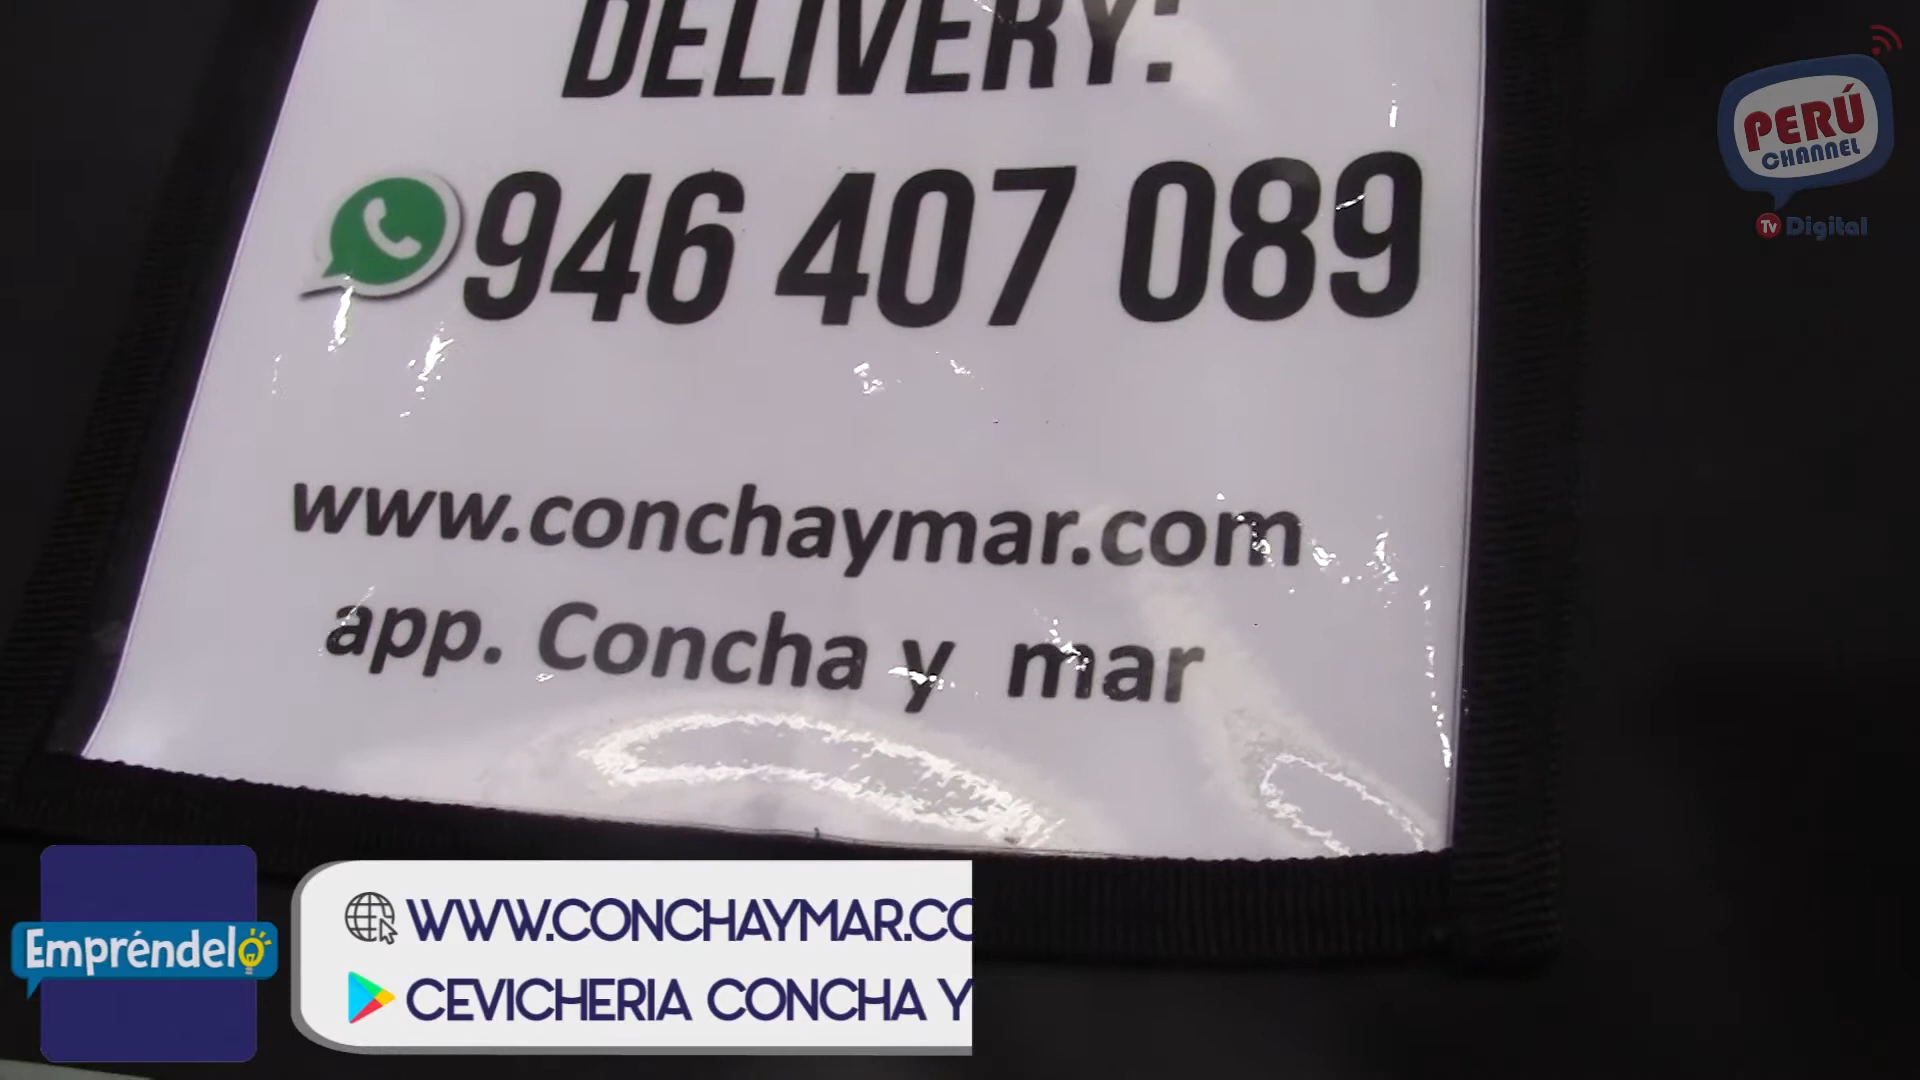 DELIVERY:
946 407 089
www.conchaymar.com
app. Concha y mar
PERÚ
CHANNEL
Tv Digital
Empréndelo
WWW.CONCHAYMAR.CO
CEVICHERIA CONCHA Y